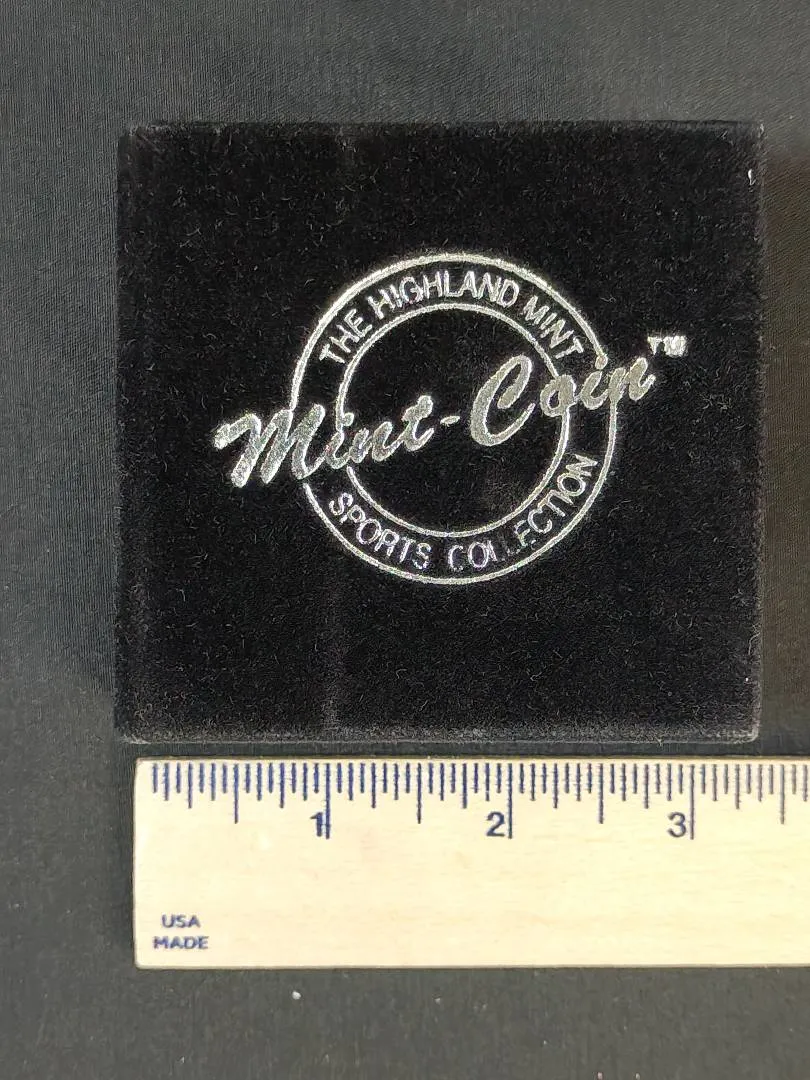 THE HIGHLAND MINT
Mint-Coin™
SPORTS COLLECTION
1 2 3
USA
MADE